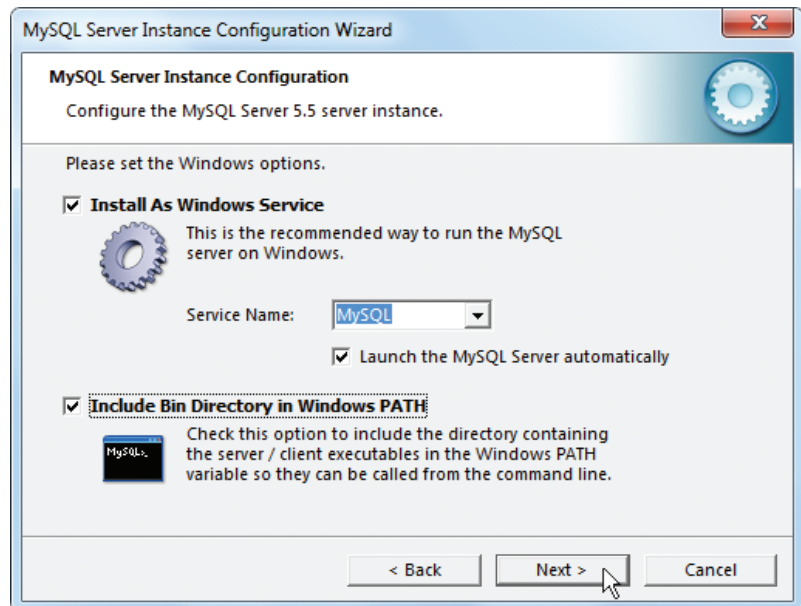 MySQL Server Instance Configuration Wizard
MySQL Server Instance Configuration
Configure the MySQL Server 5.5 server instance.
Please set the Windows options.
Install As Windows Service
This is the recommended way to run the MySQL
server on Windows.
Service Name: MySQL
Launch the MySQL Server automatically
Include Bin Directory in Windows PATH
MySQL>_
Check this option to include the directory containing
the server / client executables in the Windows PATH
variable so they can be called from the command line.
< Back Next > Cancel